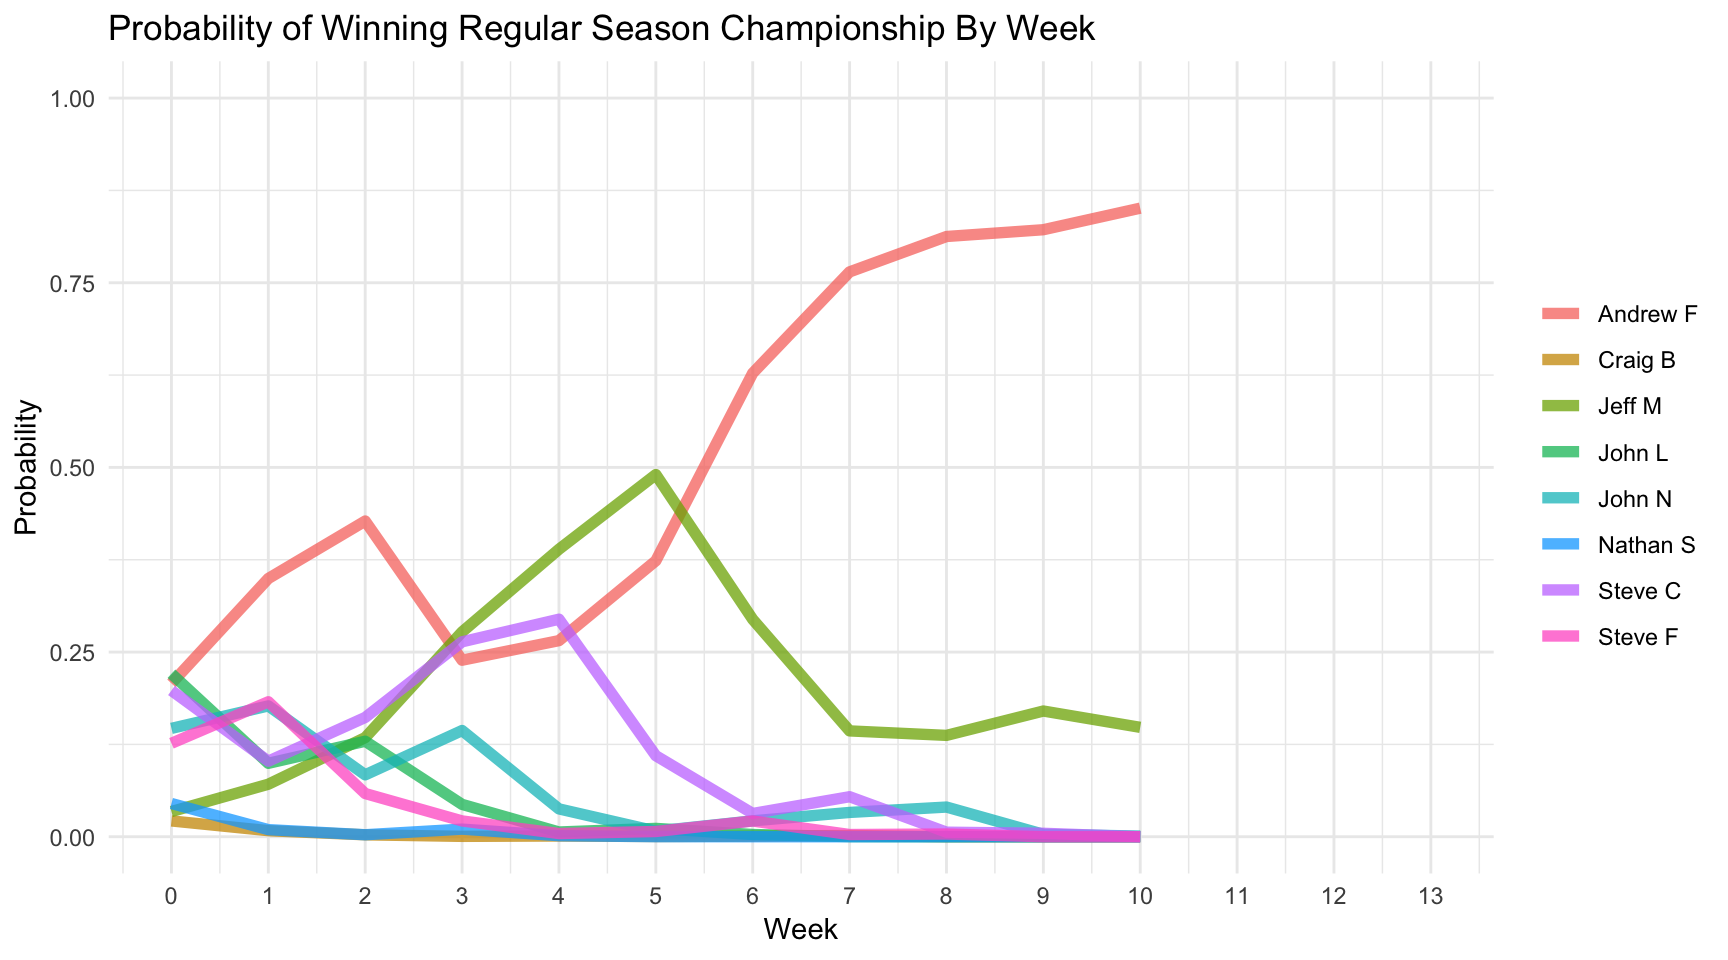 Probability of Winning Regular Season Championship By Week
1.00
0.75
0.50
0.25
0.00
Probability
0 1 2 3 4 5 6 7 8 9 10 11 12 13
Week
Andrew F
Craig B
Jeff M
John L
John N
Nathan S
Steve C
Steve F